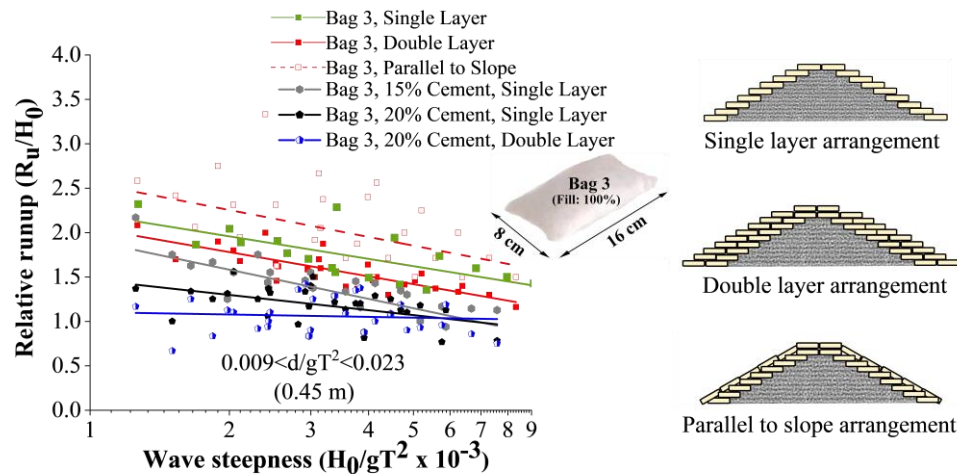 Bag 3, Single Layer
Bag 3, Double Layer
Bag 3, Parallel to Slope
Bag 3, 15% Cement, Single Layer
Bag 3, 20% Cement, Single Layer
Bag 3, 20% Cement, Double Layer
4.0
3.5
3.0
2.5
2.0
1.5
1.0
0.5
0.0
Relative runup (Rᵤ/H₀)
0.009<d/gT²<0.023
(0.45 m)
1
2
3
4
5
6
7
8
9
Wave steepness (H₀/gT² x 10⁻³)
Bag 3
(Fill: 100%)
8 cm
16 cm
Single layer arrangement
Double layer arrangement
Parallel to slope arrangement